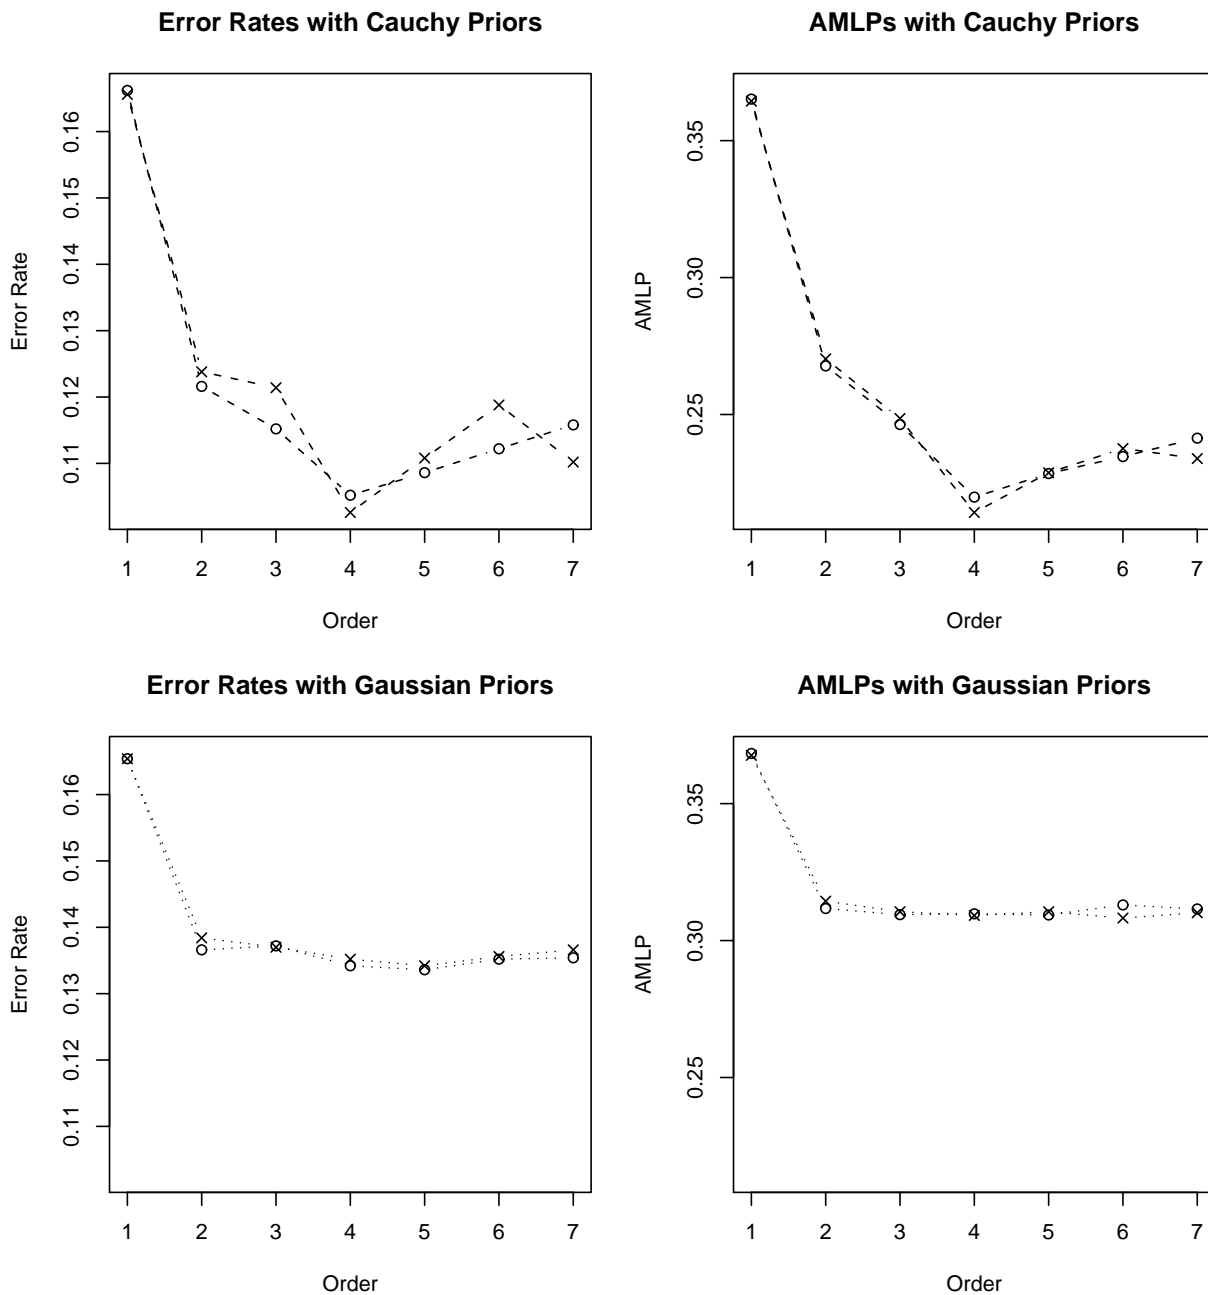 Error Rates with Cauchy Priors
Error Rate
0.16
0.15
0.14
0.13
0.12
0.11
1 2 3 4 5 6 7
Order
AMLPs with Cauchy Priors
AMLP
0.35
0.30
0.25
1 2 3 4 5 6 7
Order
Error Rates with Gaussian Priors
Error Rate
0.16
0.15
0.14
0.13
0.12
0.11
1 2 3 4 5 6 7
Order
AMLPs with Gaussian Priors
AMLP
0.35
0.30
0.25
1 2 3 4 5 6 7
Order